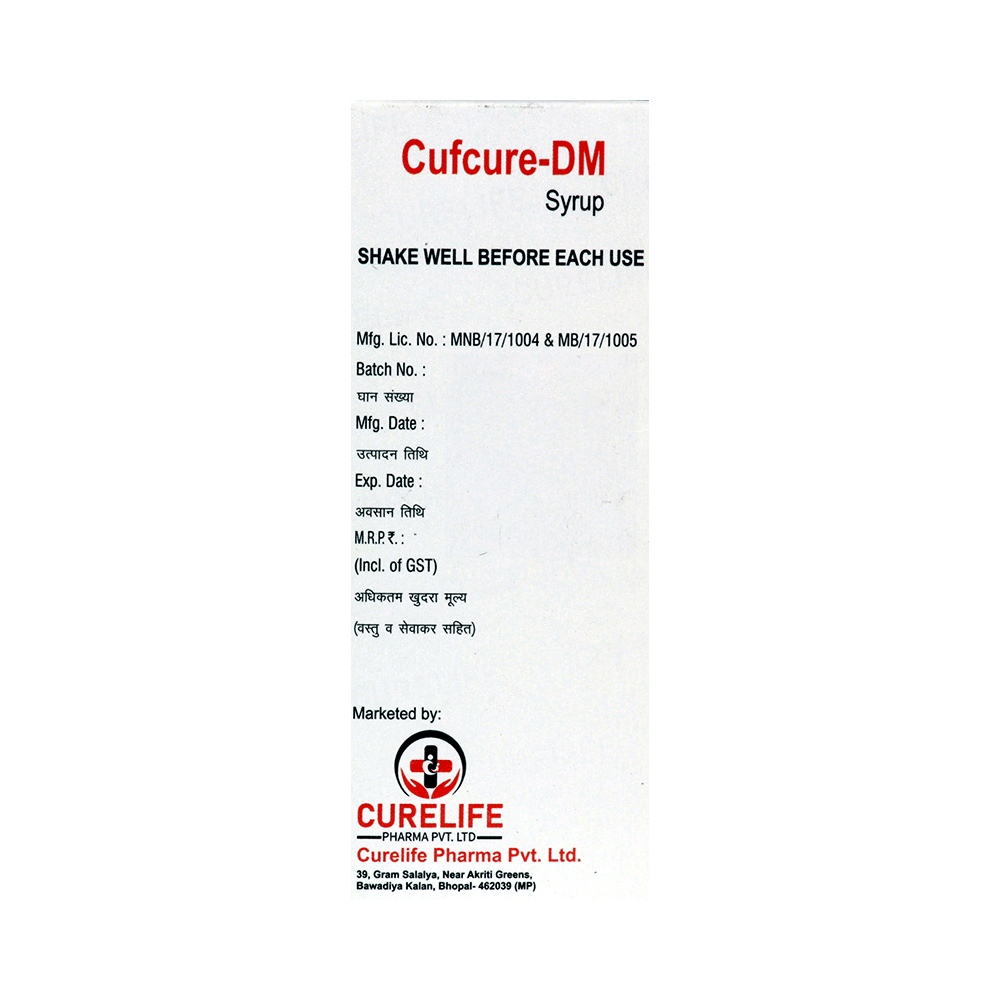 Cufcure-DM
Syrup
SHAKE WELL BEFORE EACH USE
Mfg. Lic. No. : MNB/17/1004 & MB/17/1005
Batch No. :
घान संख्या
Mfg. Date :
उत्पादन तिथि
Exp. Date :
अवसान तिथि
M.R.P.₹. :
(Incl. of GST)
अधिकतम खुदरा मूल्य
(वस्तु व सेवाकर सहित)
Marketed by:
CURELIFE
PHARMA PVT. LTD
Curelife Pharma Pvt. Ltd.
39, Gram Salalya, Near Akriti Greens,
Bawadiya Kalan, Bhopal- 462039 (MP)